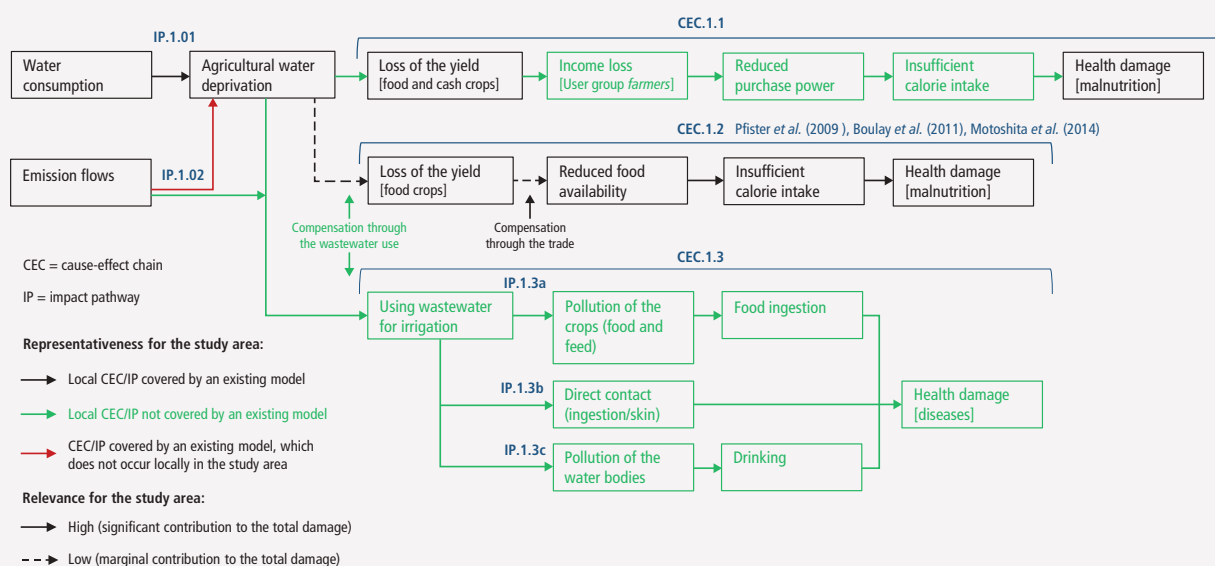 CEC.1.1
IP.1.01
Water
consumption
Agricultural water
deprivation
Loss of the yield
[food and cash crops]
Income loss
[User group farmers]
Reduced
purchase power
Insufficient
calorie intake
Health damage
[malnutrition]
CEC.1.2 Pfister et al. (2009 ), Boulay et al. (2011), Motoshita et al. (2014)
Emission flows
IP.1.02
Loss of the yield
[food crops]
Reduced food
availability
Insufficient
calorie intake
Health damage
[malnutrition]
Compensation through
the wastewater use
Compensation
through the trade
CEC = cause-effect chain
IP = impact pathway
CEC.1.3
IP.1.3a
Using wastewater
for irrigation
Pollution of the
crops (food and
feed)
Food ingestion
IP.1.3b
Direct contact
(ingestion/skin)
Health damage
[diseases]
IP.1.3c
Pollution of the
water bodies
Drinking
Representativeness for the study area:
Local CEC/IP covered by an existing model
Local CEC/IP not covered by an existing model
CEC/IP covered by an existing model, which
does not occur locally in the study area
Relevance for the study area:
High (significant contribution to the total damage)
Low (marginal contribution to the total damage)